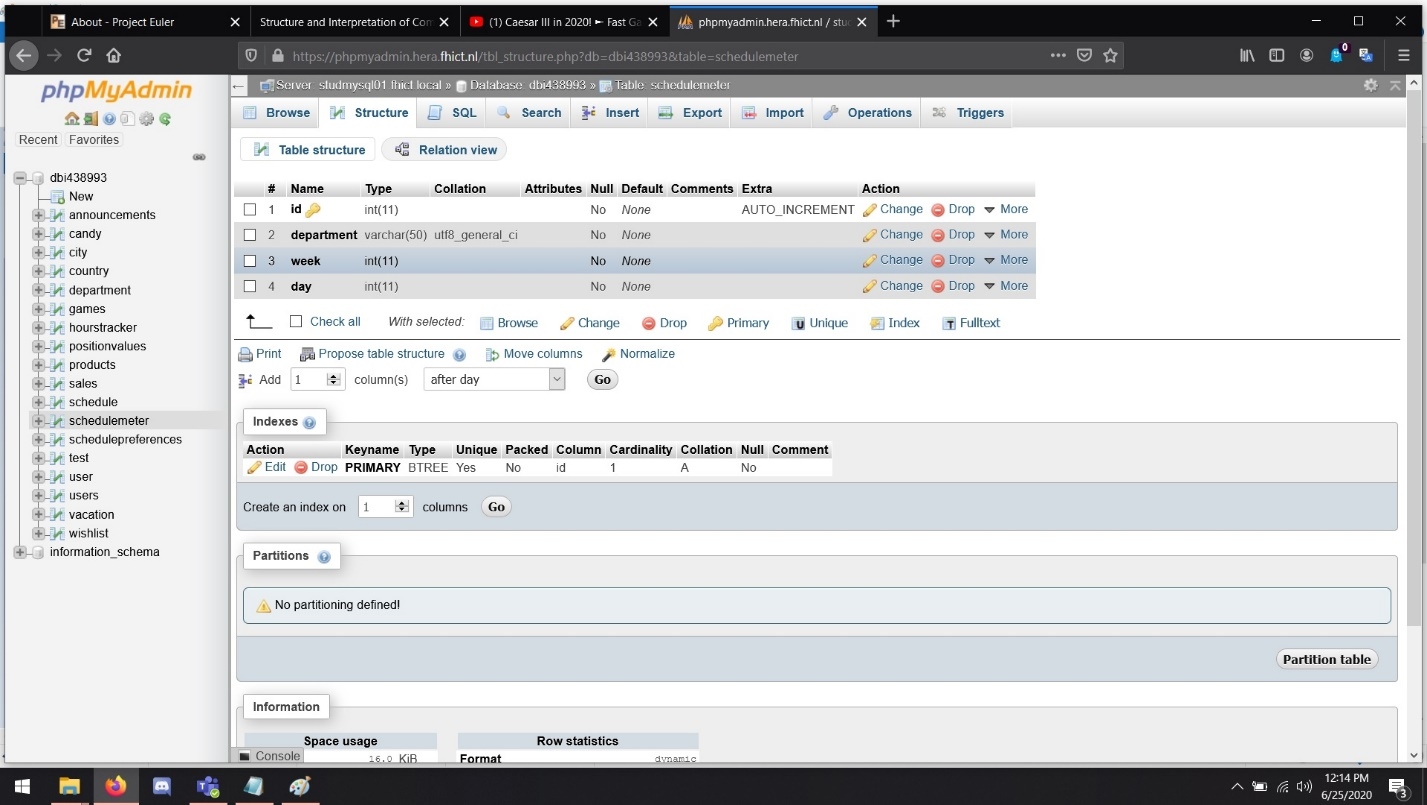 About - Project Euler
Structure and Interpretation of Con
(1) Caesar III in 2020! ► Fast Ga
phpmyadmin.hera.fhict.nl / stud
https://phpmyadmin.hera.fhict.nl/tbl_structure.php?db=dbi438993&table=schedulemeter
0
phpMyAdmin
Recent Favorites
dbi438993
New
announcements
candy
city
country
department
games
hourstracker
positionvalues
products
sales
schedule
schedulemeter
schedulepreferences
test
user
users
vacation
wishlist
information_schema
Server studmysql01 fhict local » Database dbi438993 » Table schedulemeter
Browse Structure SQL Search Insert Export Import Operations Triggers
Table structure Relation view
# Name Type Collation Attributes Null Default Comments Extra Action
1 id int(11) No None AUTO_INCREMENT Change Drop More
2 department varchar(50) utf8_general_ci No None Change Drop More
3 week int(11) No None Change Drop More
4 day int(11) No None Change Drop More
Check all With selected: Browse Change Drop Primary Unique Index Fulltext
Print Propose table structure Move columns Normalize
Add 1 column(s) after day Go
Indexes
Action Keyname Type Unique Packed Column Cardinality Collation Null Comment
Edit Drop PRIMARY BTREE Yes No id 1 A No
Create an index on 1 columns Go
Partitions
No partitioning defined!
Partition table
Information
Space usage Row statistics
Console 16.0 KiB Format dynamic
12:14 PM
6/25/2020
3